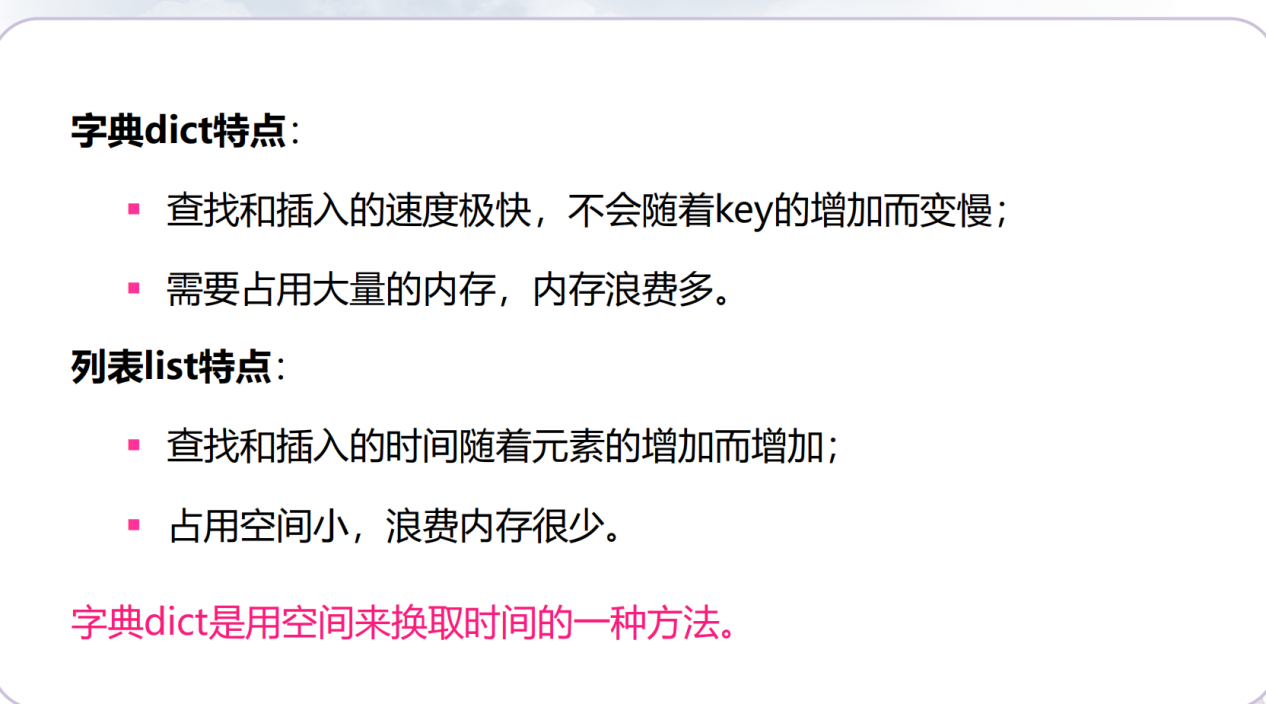 字典dict特点：
查找和插入的速度极快，不会随着key的增加而变慢；
需要占用大量的内存，内存浪费多。
列表list特点：
查找和插入的时间随着元素的增加而增加；
占用空间小，浪费内存很少。
字典dict是用空间来换取时间的一种方法。